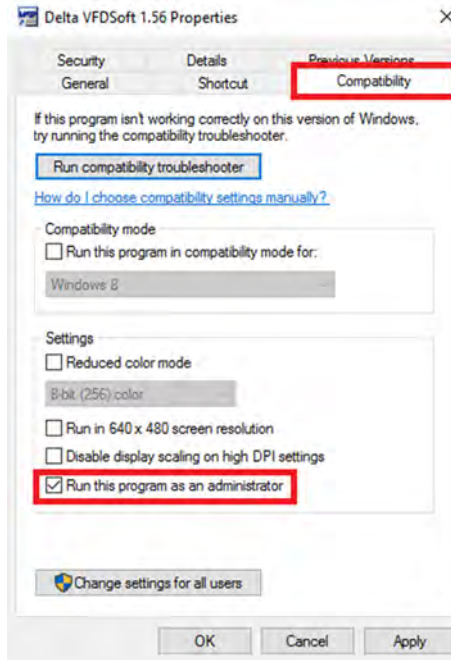 Delta VFDSoft 1.56 Properties
Security Details Previous Versions
General Shortcut Compatibility
If this program isn't working correctly on this version of Windows,
try running the compatibility troubleshooter.
Run compatibility troubleshooter
How do I choose compatibility settings manually?
Compatibility mode
Run this program in compatibility mode for:
Windows 8
Settings
Reduced color mode
8-bit (256) color
Run in 640 x 480 screen resolution
Disable display scaling on high DPI settings
Run this program as an administrator
Change settings for all users
OK Cancel Apply